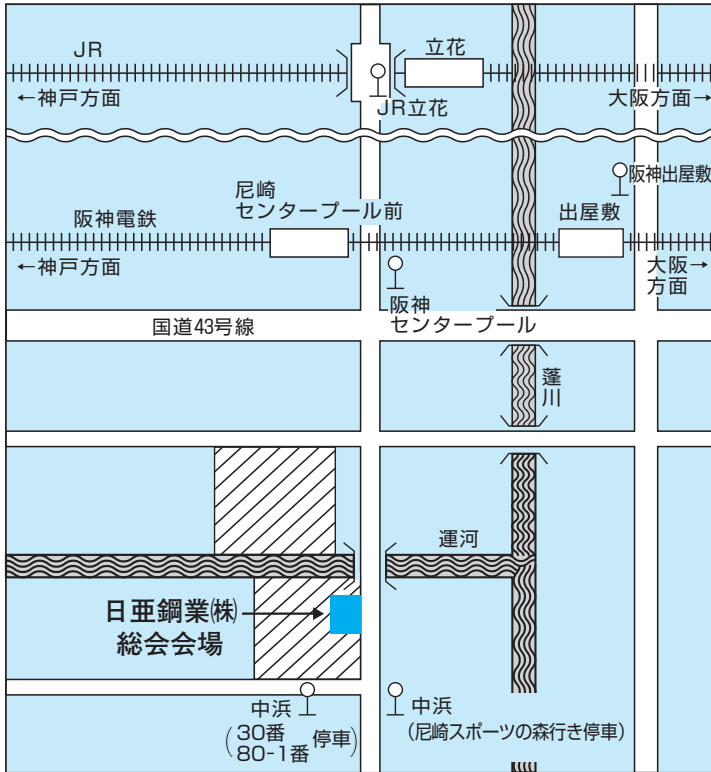 JR
立花
←神戸方面
JR立花
大阪方面→
阪神出屋敷
尼崎
センタープール前
阪神電鉄
出屋敷
←神戸方面
大阪→
方面
阪神
センタープール
国道43号線
蓬川
運河
日亜鋼業㈱
総会会場
中浜
(30番
80-1番 停車)
中浜
(尼崎スポーツの森行き停車)